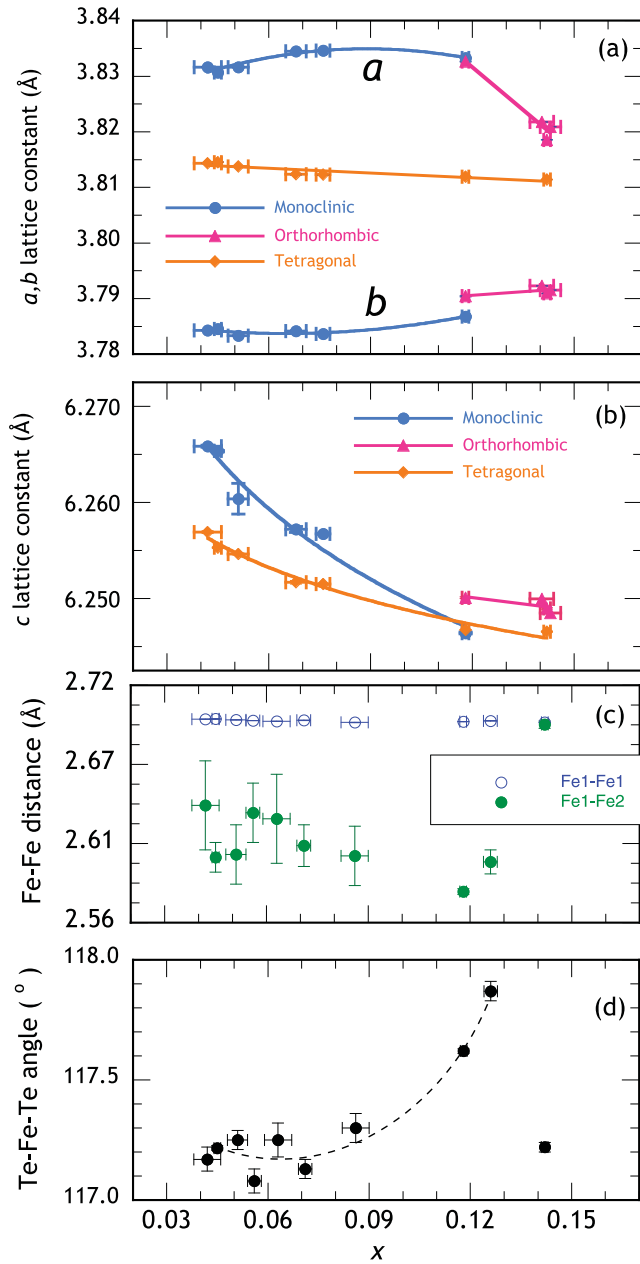 3.84
3.83
3.82
3.81
3.80
3.79
3.78
a,b lattice constant (Å)
(a)
a
Monoclinic
Orthorhombic
Tetragonal
b
6.270
6.260
6.250
c lattice constant (Å)
(b)
Monoclinic
Orthorhombic
Tetragonal
2.72
2.67
2.61
2.56
Fe-Fe distance (Å)
(c)
Fe1-Fe1
Fe1-Fe2
118.0
117.5
117.0
Te-Fe-Te angle ( ° )
(d)
0.03 0.06 0.09 0.12 0.15
x